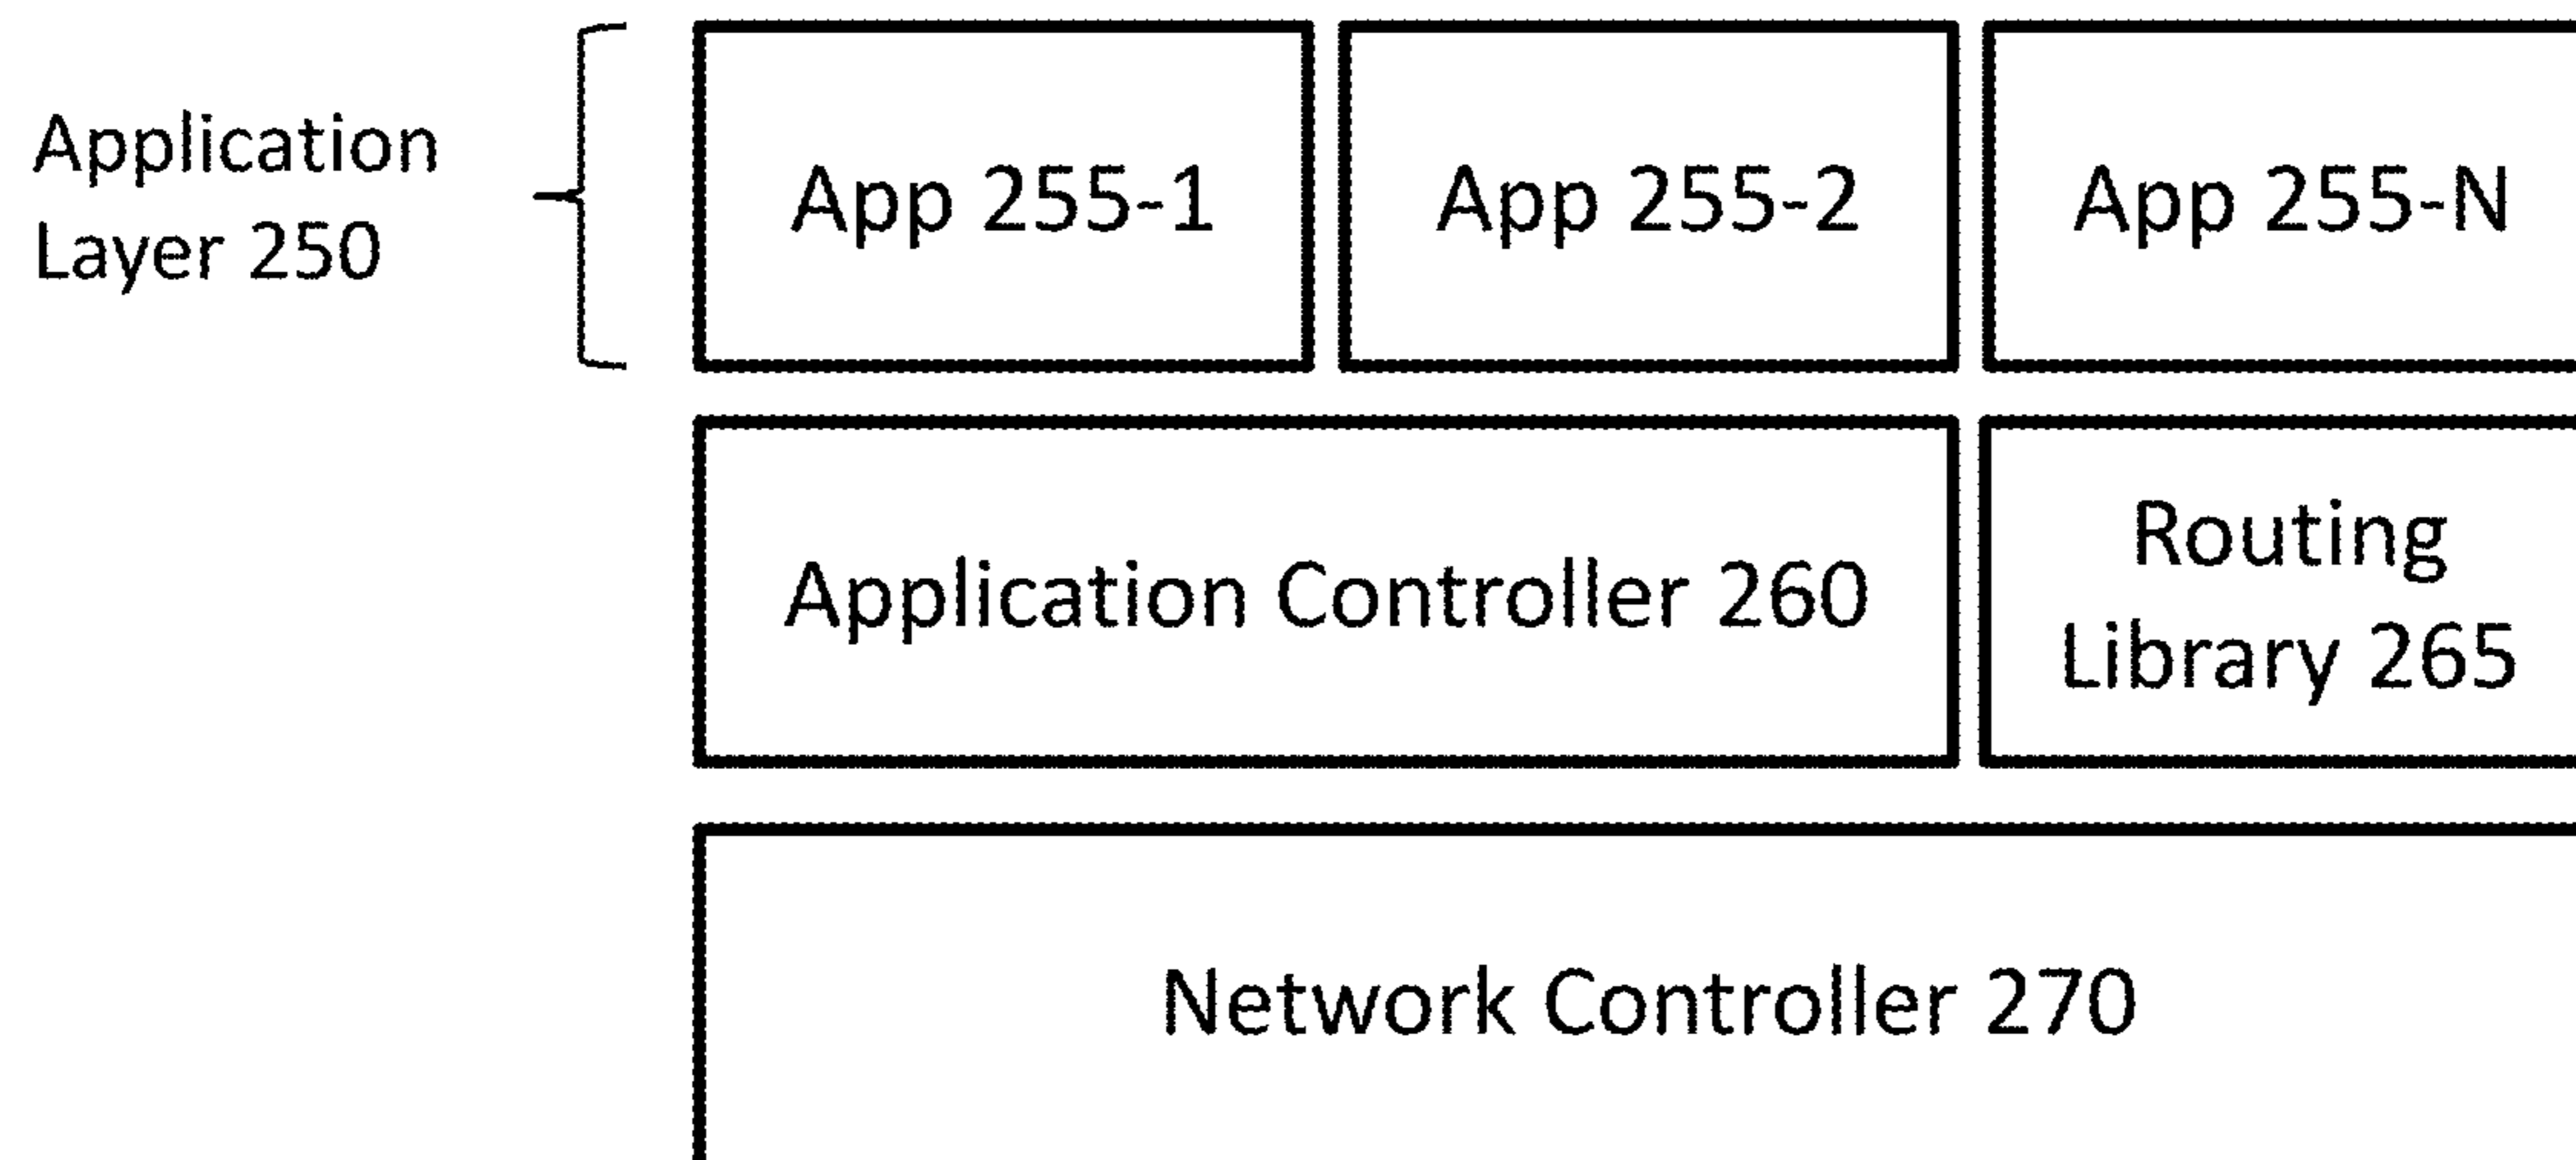 Application
Layer 250
App 255-1
App 255-2
App 255-N
Application Controller 260
Routing
Library 265
Network Controller 270